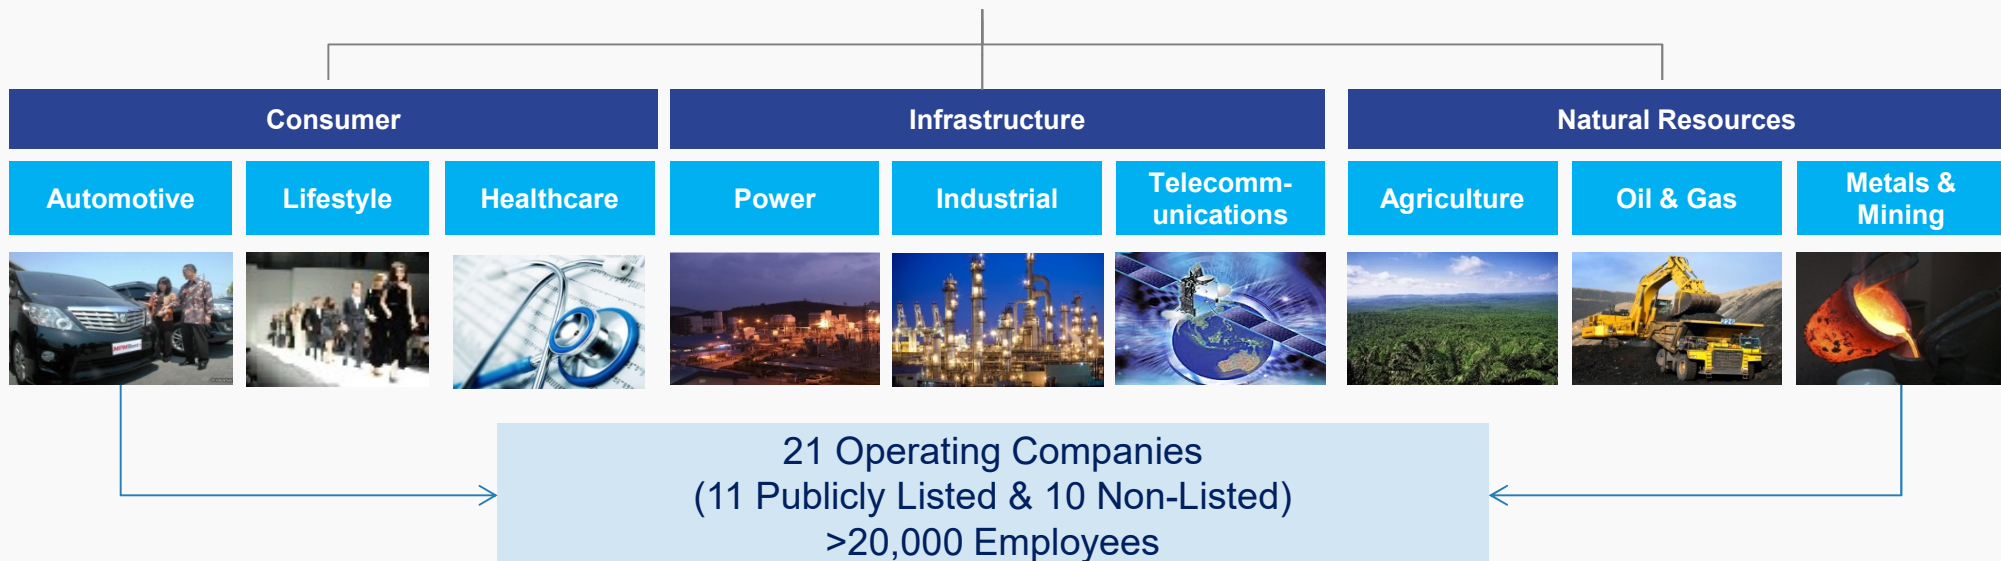 Consumer
Infrastructure
Natural Resources
Automotive
Lifestyle
Healthcare
Power
Industrial
Telecomm-
unications
Agriculture
Oil & Gas
Metals &
Mining
21 Operating Companies
(11 Publicly Listed & 10 Non-Listed)
>20,000 Employees